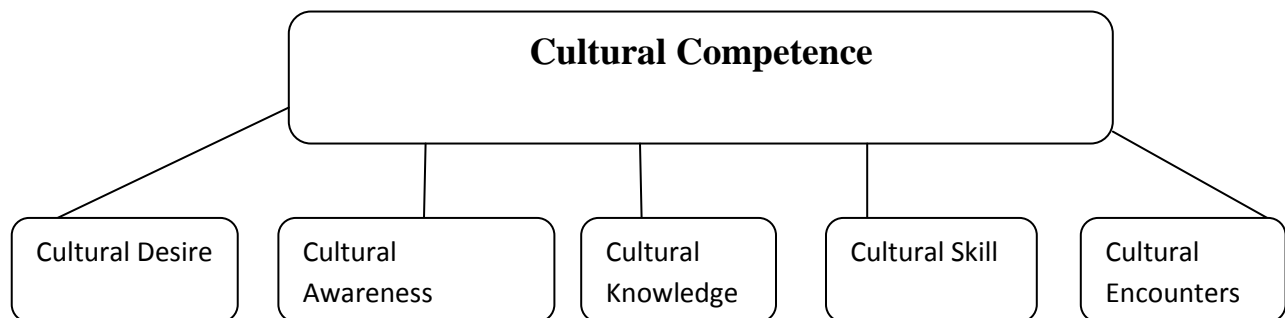 Cultural Competence
Cultural Desire
Cultural
Awareness
Cultural
Knowledge
Cultural Skill
Cultural
Encounters